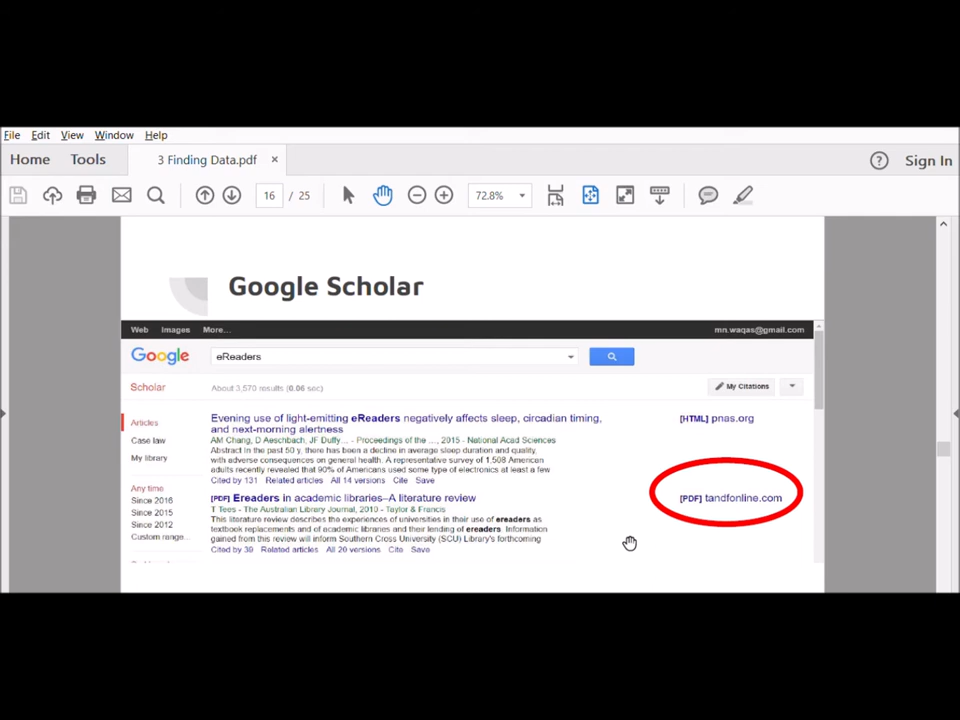 File Edit View Window Help
Home Tools 3 Finding Data.pdf × ? Sign In
16 / 25 72.8%
Google Scholar
Web Images More... mn.waqas@gmail.com
Google eReaders
Scholar About 3,570 results (0.06 sec) My Citations
Articles
Case law
My library
Any time
Since 2016
Since 2015
Since 2012
Custom range...
Evening use of light-emitting eReaders negatively affects sleep, circadian timing,
and next-morning alertness
[HTML] pnas.org
AM Chang, D Aeschbach, JF Duffy... - Proceedings of the ..., 2015 - National Acad Sciences
Abstract In the past 50 y, there has been a decline in average sleep duration and quality,
with adverse consequences on general health. A representative survey of 1,508 American
adults recently revealed that 90% of Americans used some type of electronics at least a few
Cited by 131 Related articles All 14 versions Cite Save
[PDF] Ereaders in academic libraries–A literature review
[PDF] tandfonline.com
T Tees - The Australian Library Journal, 2010 - Taylor & Francis
This literature review describes the experiences of universities in their use of ereaders as
textbook replacements and of academic libraries and their lending of ereaders. Information
gained from this review will inform Southern Cross University (SCU) Library's forthcoming
Cited by 39 Related articles All 20 versions Cite Save